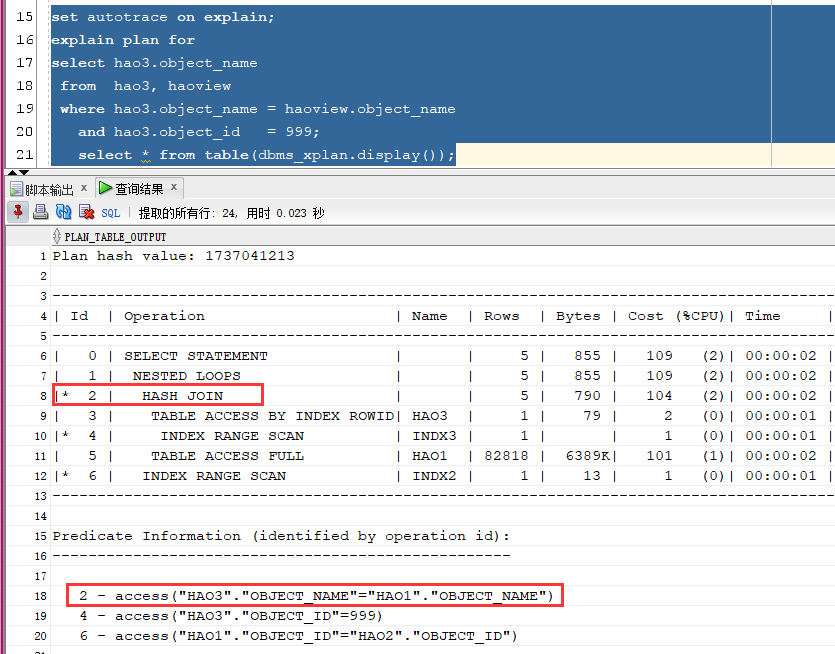 15 set autotrace on explain;
16 explain plan for
17 select hao3.object_name
18 from hao3, haoview
19 where hao3.object_name = haoview.object_name
20 and hao3.object_id = 999;
21 select * from table(dbms_xplan.display());
脚本输出 x 查询结果 x
SQL | 提取的所有行: 24, 用时 0.023 秒
PLAN_TABLE_OUTPUT
1 Plan hash value: 1737041213
2
3 ---------------------------------------------------------------------------------------
4 | Id | Operation | Name | Rows | Bytes | Cost (%CPU)| Time |
5 ---------------------------------------------------------------------------------------
6 | 0 | SELECT STATEMENT | | 5 | 855 | 109 (2)| 00:00:02 |
7 | 1 | NESTED LOOPS | | 5 | 855 | 109 (2)| 00:00:02 |
8 |* 2 | HASH JOIN | | 5 | 790 | 104 (2)| 00:00:02 |
9 | 3 | TABLE ACCESS BY INDEX ROWID| HAO3 | 1 | 79 | 2 (0)| 00:00:01 |
10 |* 4 | INDEX RANGE SCAN | INDX3 | 1 | | 1 (0)| 00:00:01 |
11 | 5 | TABLE ACCESS FULL | HAO1 | 82818 | 6389K| 101 (1)| 00:00:02 |
12 |* 6 | INDEX RANGE SCAN | INDX2 | 1 | 13 | 1 (0)| 00:00:01 |
13 ---------------------------------------------------------------------------------------
14
15 Predicate Information (identified by operation id):
16 ---------------------------------------------------
17
18 2 - access("HAO3"."OBJECT_NAME"="HAO1"."OBJECT_NAME")
19 4 - access("HAO3"."OBJECT_ID"=999)
20 6 - access("HAO1"."OBJECT_ID"="HAO2"."OBJECT_ID")